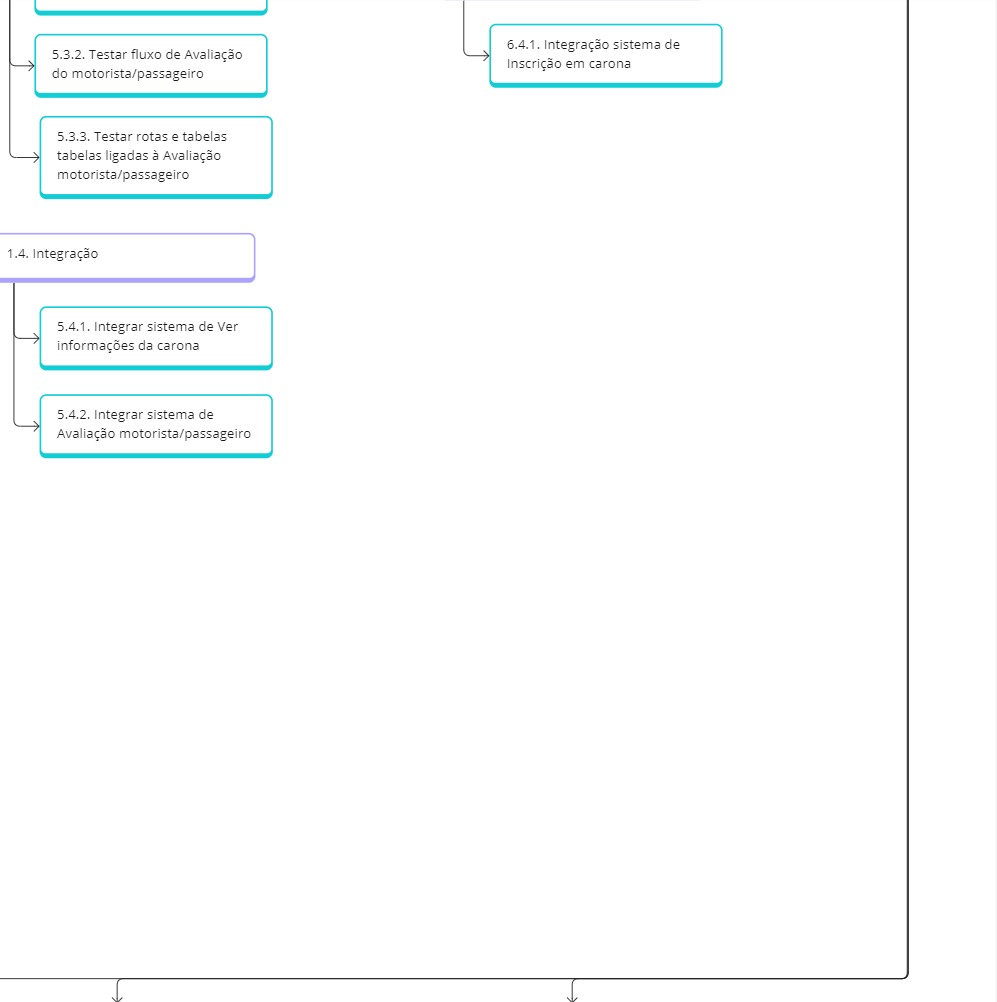 5.3.2. Testar fluxo de Avaliação
do motorista/passageiro
5.3.3. Testar rotas e tabelas
tabelas ligadas à Avaliação
motorista/passageiro
1.4. Integração
5.4.1. Integrar sistema de Ver
informações da carona
5.4.2. Integrar sistema de
Avaliação motorista/passageiro
6.4.1. Integração sistema de
Inscrição em carona